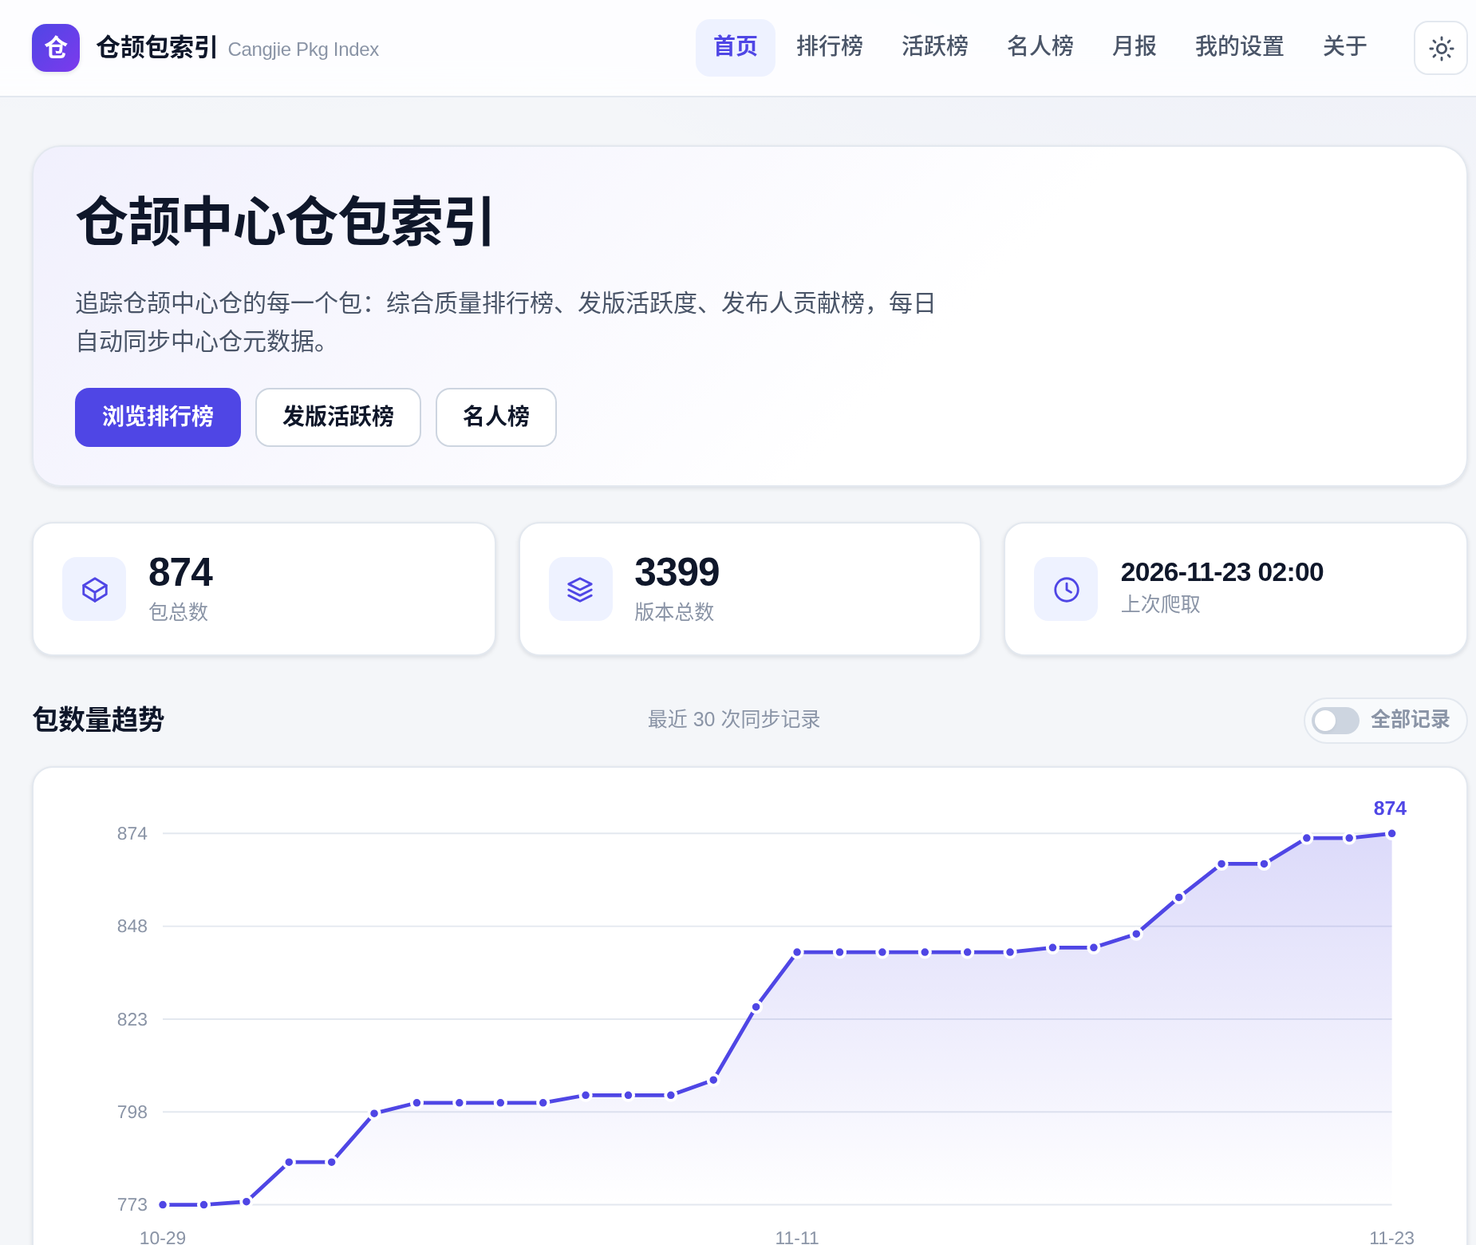 仓 仓颉包索引 Cangjie Pkg Index 首页 排行榜 活跃榜 名人榜 月报 我的设置 关于
仓颉中心仓包索引
追踪仓颉中心仓的每一个包：综合质量排行榜、发版活跃度、发布人贡献榜，每日
自动同步中心仓元数据。
浏览排行榜 发版活跃榜 名人榜
874
包总数
3399
版本总数
2026-11-23 02:00
上次爬取
包数量趋势 最近 30 次同步记录 全部记录
874
874
848
823
798
773
10-29 11-11 11-23